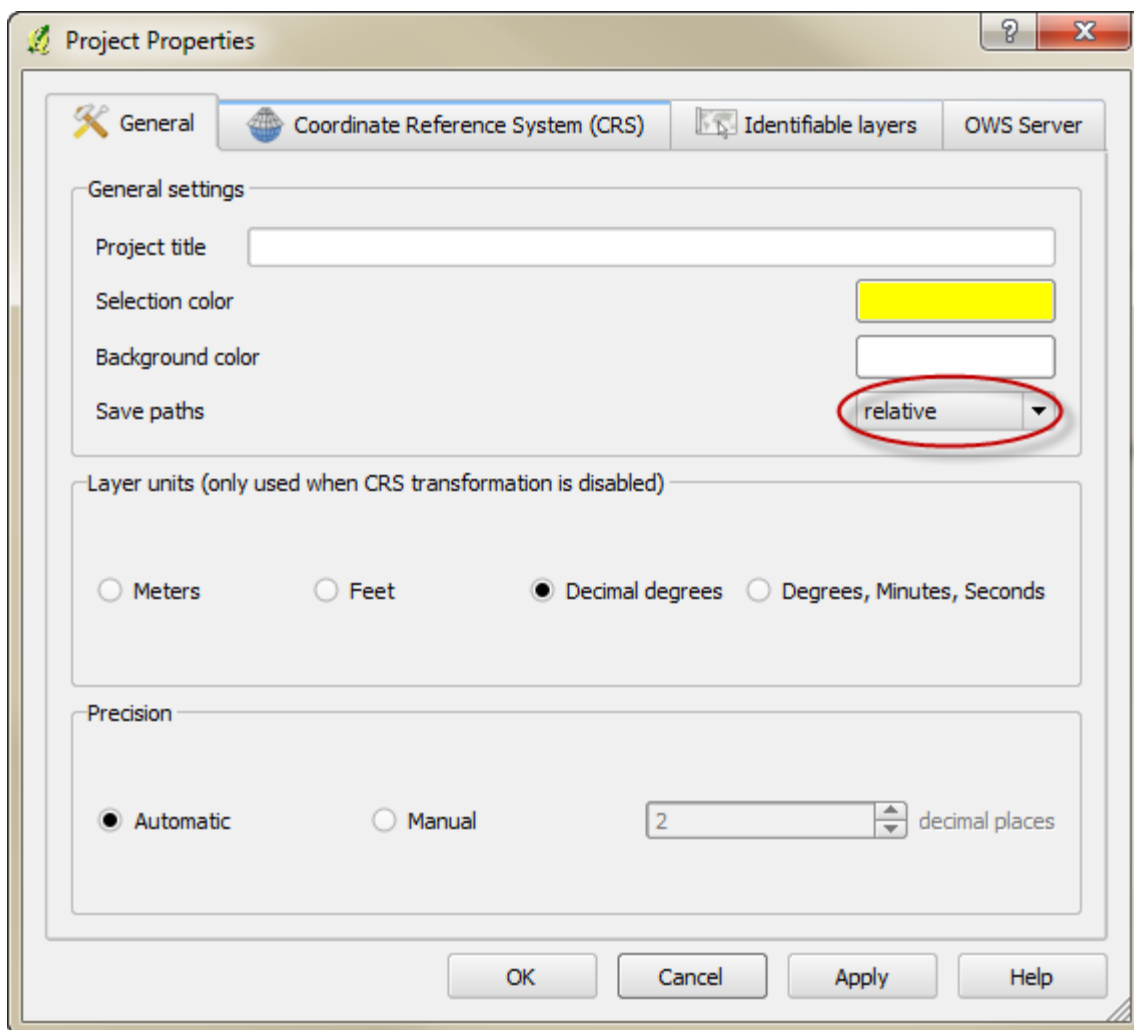 Project Properties
General
Coordinate Reference System (CRS)
Identifiable layers
OWS Server
General settings
Project title
Selection color
Background color
Save paths
relative
Layer units (only used when CRS transformation is disabled)
Meters
Feet
Decimal degrees
Degrees, Minutes, Seconds
Precision
Automatic
Manual
2
decimal places
OK
Cancel
Apply
Help